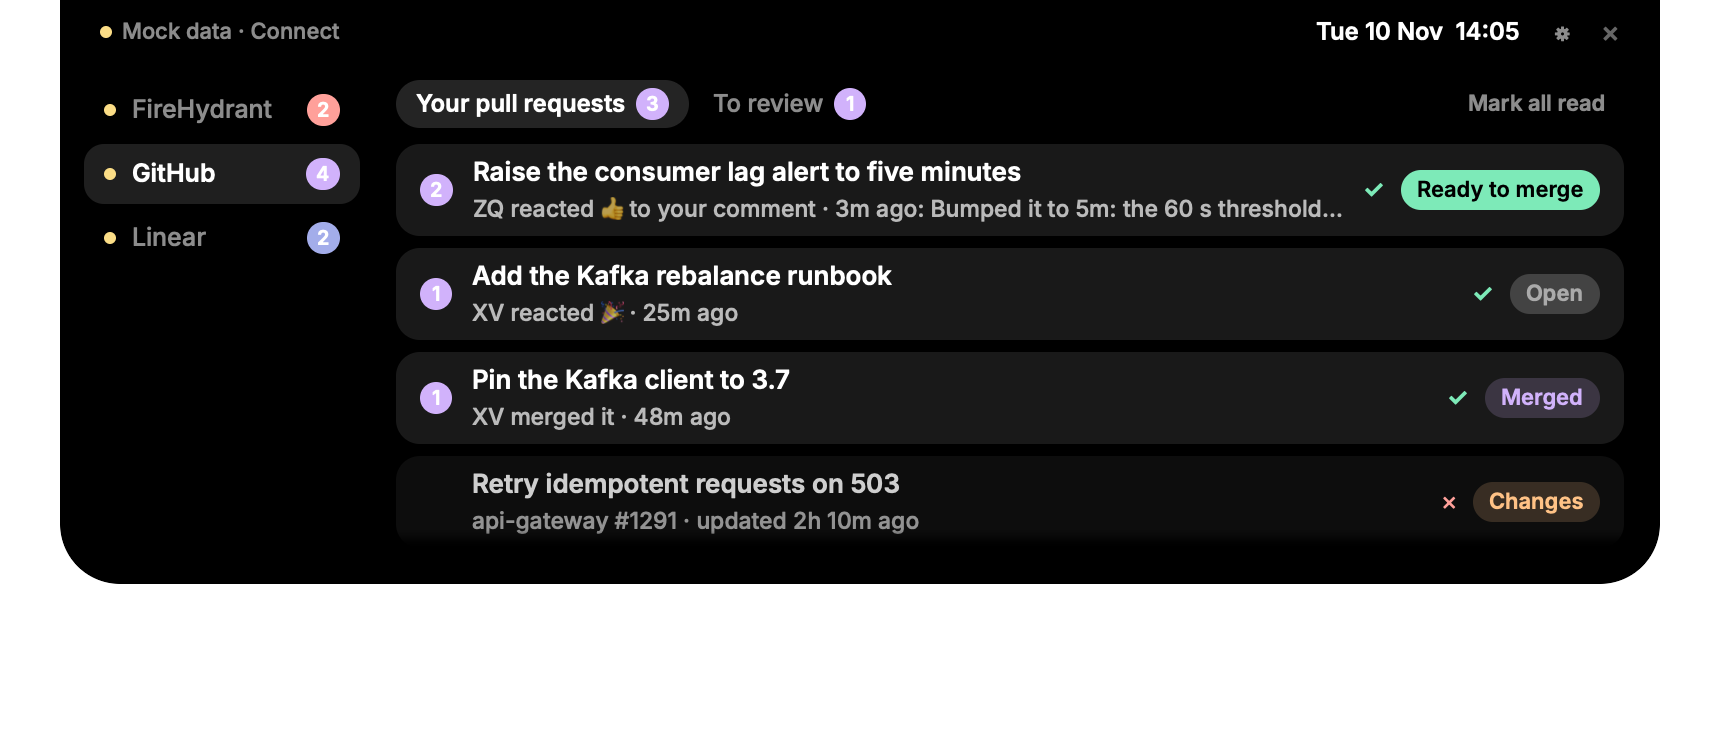 Mock data · Connect
Tue 10 Nov 14:05
FireHydrant 2
GitHub 4
Linear 2
Your pull requests 3
To review 1
Mark all read
2
Raise the consumer lag alert to five minutes
ZQ reacted 👍 to your comment · 3m ago: Bumped it to 5m: the 60 s threshold...
Ready to merge
1
Add the Kafka rebalance runbook
XV reacted 🎉 · 25m ago
Open
1
Pin the Kafka client to 3.7
XV merged it · 48m ago
Merged
Retry idempotent requests on 503
api-gateway #1291 · updated 2h 10m ago
Changes